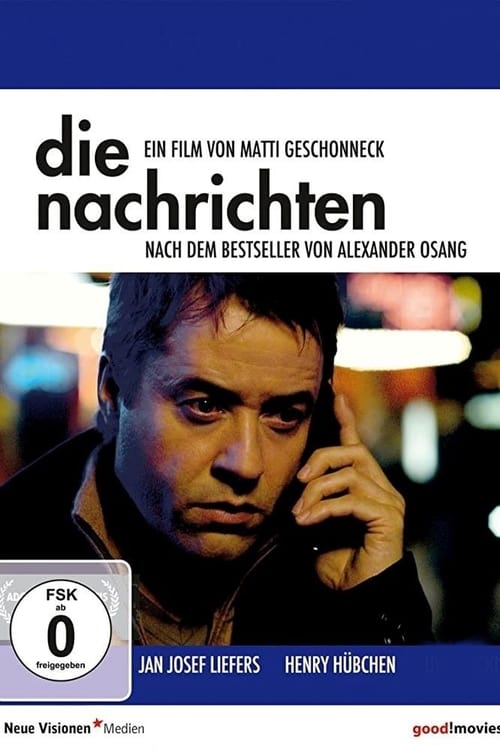 die
EIN FILM VON MATTI GESCHONNECK
nachrichten
NACH DEM BESTSELLER VON ALEXANDER OSANG
FSK
ab
0
freigegeben
JAN JOSEF LIEFERS HENRY HÜBCHEN
Neue Visionen★Medien
good!movies